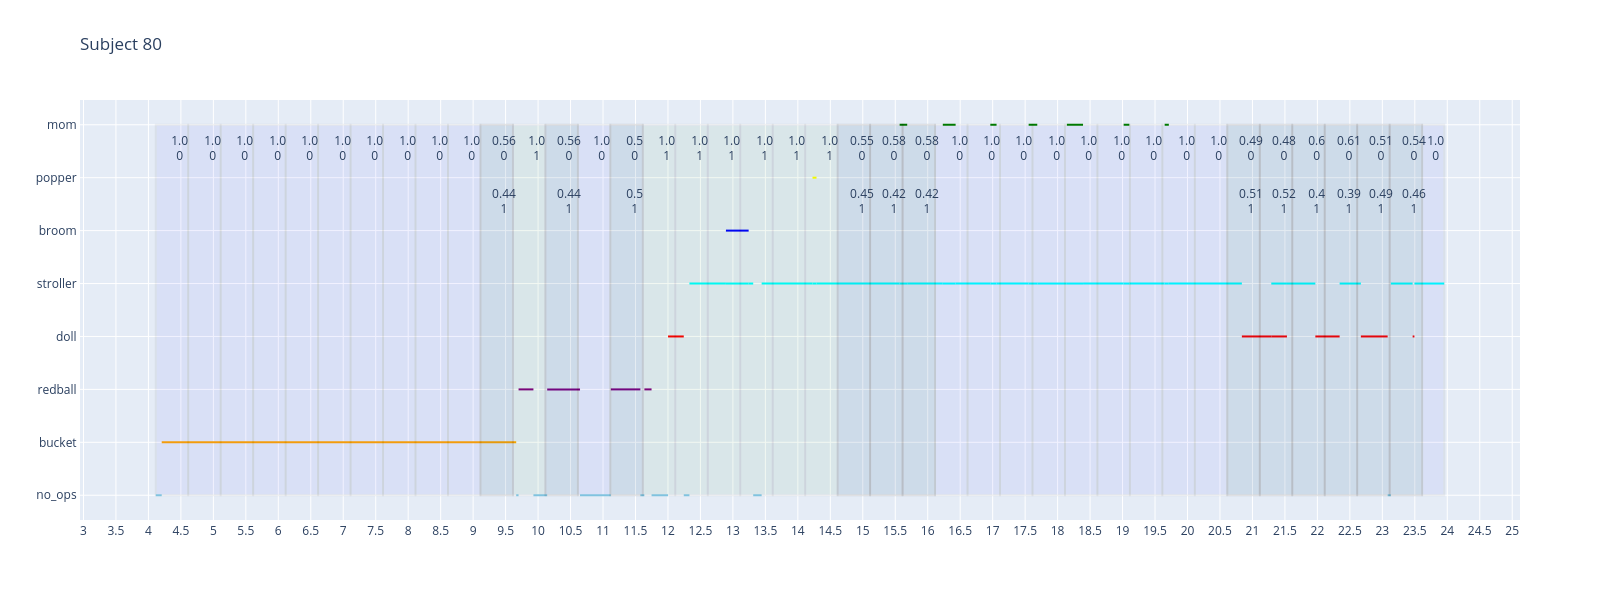 Subject 80
mom
1.0 1.0 1.0 1.0 1.0 1.0 1.0 1.0 1.0 1.0 0.56 1.0 0.56 1.0 0.5 1.0 1.0 1.0 1.0 1.0 1.0 0.55 0.58 0.58 1.0 1.0 1.0 1.0 1.0 1.0 1.0 1.0 1.0 0.49 0.48 0.6 0.61 0.51 0.54 1.0
0 0 0 0 0 0 0 0 0 0 0 1 0 0 0 1 1 1 1 1 1 0 0 0 0 0 0 0 0 0 0 0 0 0 0 0 0 0 0 0
popper
0.44 0.44 0.5 0.45 0.42 0.42 0.51 0.52 0.4 0.39 0.49 0.46
1 1 1 1 1 1 1 1 1 1 1 1
broom
stroller
doll
redball
bucket
no_ops
3 3.5 4 4.5 5 5.5 6 6.5 7 7.5 8 8.5 9 9.5 10 10.5 11 11.5 12 12.5 13 13.5 14 14.5 15 15.5 16 16.5 17 17.5 18 18.5 19 19.5 20 20.5 21 21.5 22 22.5 23 23.5 24 24.5 25